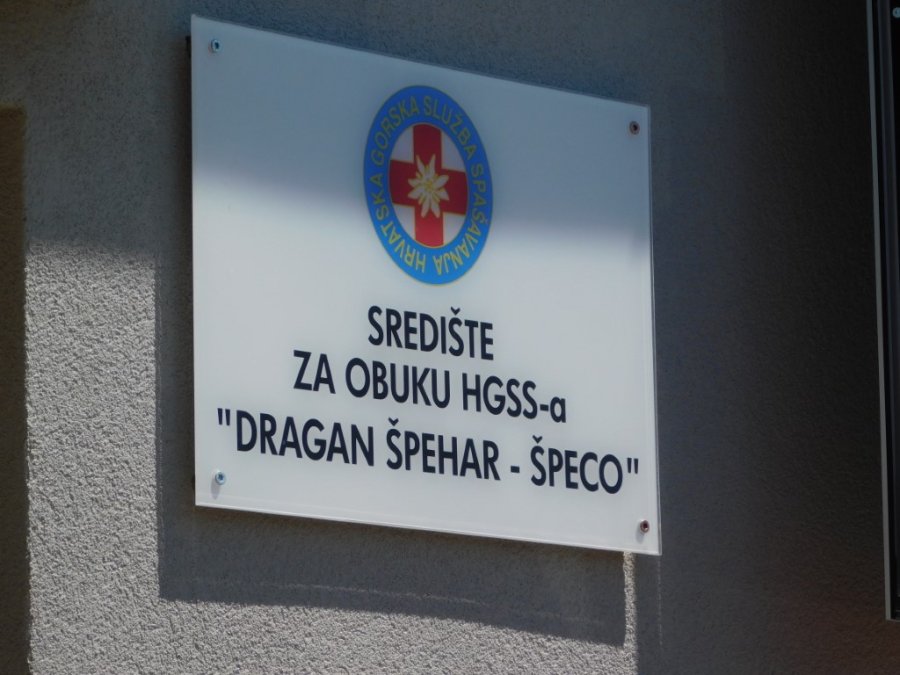 HRVATSKA GORSKA SLUŽBA SPAŠAVANJA
SREDIŠTE
ZA OBUKU HGSS-a
"DRAGAN ŠPEHAR - ŠPECO"